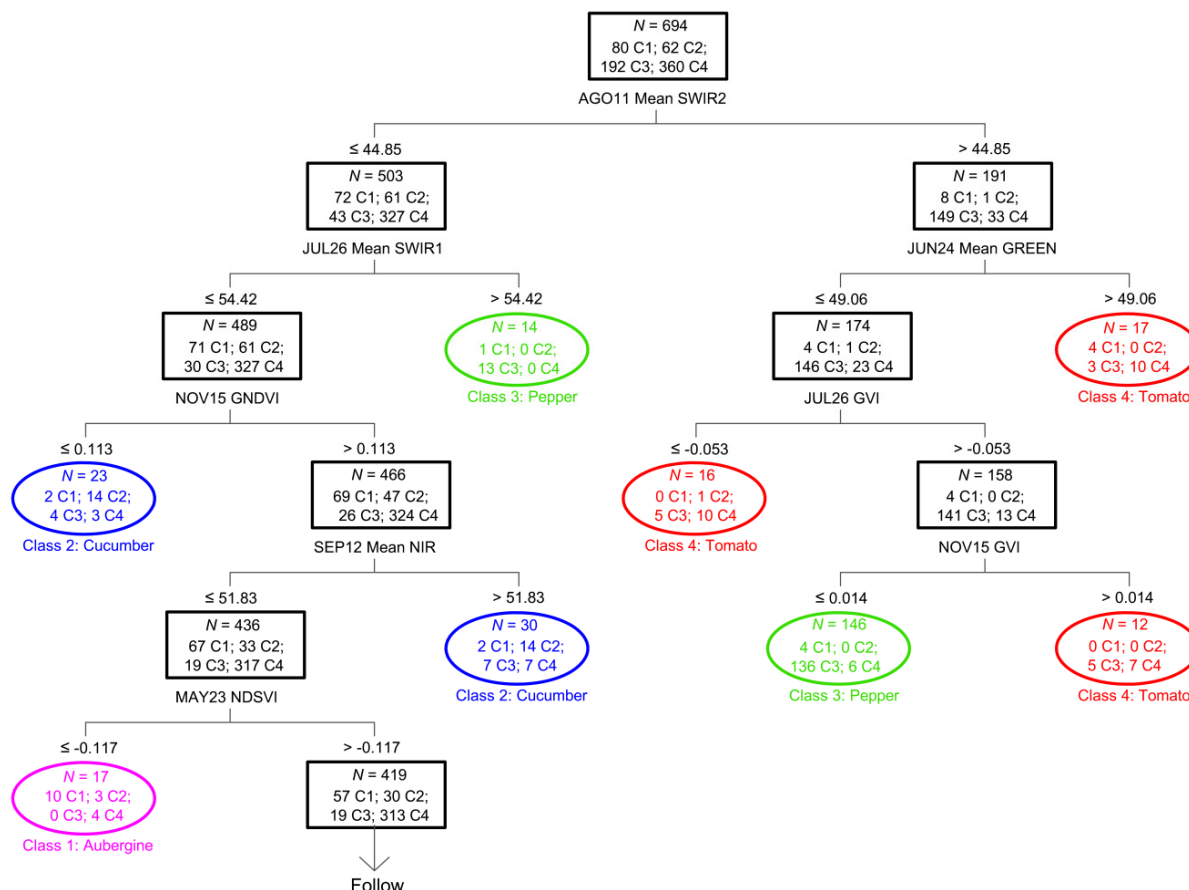 N = 694
80 C1; 62 C2;
192 C3; 360 C4
AGO11 Mean SWIR2
≤ 44.85
> 44.85
N = 503
72 C1; 61 C2;
43 C3; 327 C4
JUL26 Mean SWIR1
N = 191
8 C1; 1 C2;
149 C3; 33 C4
JUN24 Mean GREEN
≤ 54.42
> 54.42
≤ 49.06
> 49.06
N = 489
71 C1; 61 C2;
30 C3; 327 C4
NOV15 GNDVI
N = 14
1 C1; 0 C2;
13 C3; 0 C4
Class 3: Pepper
N = 174
4 C1; 1 C2;
146 C3; 23 C4
JUL26 GVI
N = 17
4 C1; 0 C2;
3 C3; 10 C4
Class 4: Tomato
≤ 0.113
> 0.113
≤ -0.053
> -0.053
N = 23
2 C1; 14 C2;
4 C3; 3 C4
Class 2: Cucumber
N = 466
69 C1; 47 C2;
26 C3; 324 C4
SEP12 Mean NIR
N = 16
0 C1; 1 C2;
5 C3; 10 C4
Class 4: Tomato
N = 158
4 C1; 0 C2;
141 C3; 13 C4
NOV15 GVI
≤ 51.83
> 51.83
≤ 0.014
> 0.014
N = 436
67 C1; 33 C2;
19 C3; 317 C4
MAY23 NDSVI
N = 30
2 C1; 14 C2;
7 C3; 7 C4
Class 2: Cucumber
N = 146
4 C1; 0 C2;
136 C3; 6 C4
Class 3: Pepper
N = 12
0 C1; 0 C2;
5 C3; 7 C4
Class 4: Tomato
≤ -0.117
> -0.117
N = 17
10 C1; 3 C2;
0 C3; 4 C4
Class 1: Aubergine
N = 419
57 C1; 30 C2;
19 C3; 313 C4
Follow